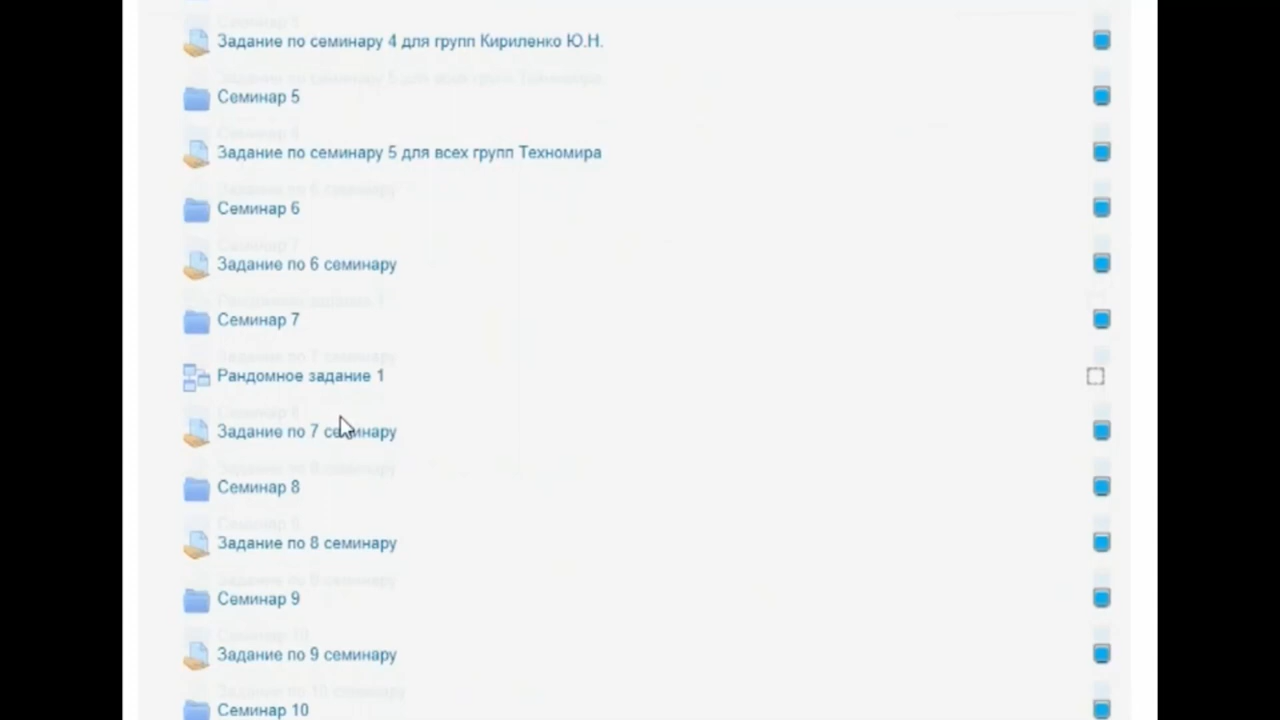 Задание по семинару 4 для групп Кириленко Ю.Н.
Семинар 5
Задание по семинару 5 для всех групп Техномира
Семинар 6
Задание по 6 семинару
Семинар 7
Рандомное задание 1
Задание по 7 семинару
Семинар 8
Задание по 8 семинару
Семинар 9
Задание по 9 семинару
Семинар 10